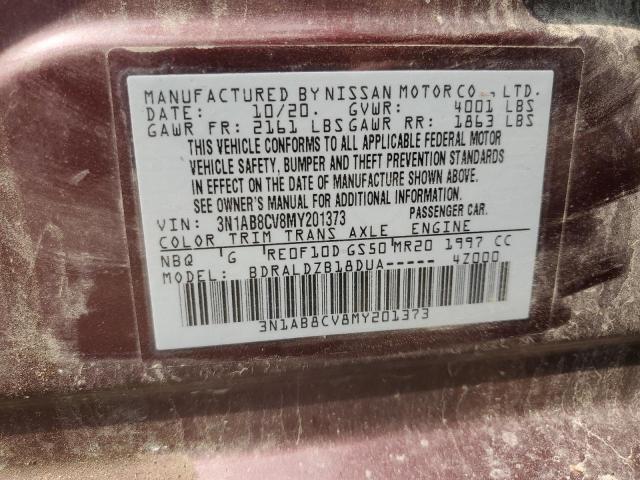 MANUFACTURED BY NISSAN MOTOR CO., LTD.
DATE: 10/20. GVWR: 4001 LBS
GAWR FR: 2161 LBS GAWR RR: 1863 LBS
THIS VEHICLE CONFORMS TO ALL APPLICABLE FEDERAL MOTOR
VEHICLE SAFETY, BUMPER AND THEFT PREVENTION STANDARDS
IN EFFECT ON THE DATE OF MANUFACTURE SHOWN ABOVE.
SEE OWNER'S MANUAL FOR ADDITIONAL INFORMATION.
VIN: 3N1AB8CV8MY201373 PASSENGER CAR.
COLOR TRIM TRANS AXLE ENGINE
NBQ G RE0F10D GS50 MR20 1997 CC
MODEL: BDRALDZB18DUA----- 4Z000
3N1AB8CV8MY201373